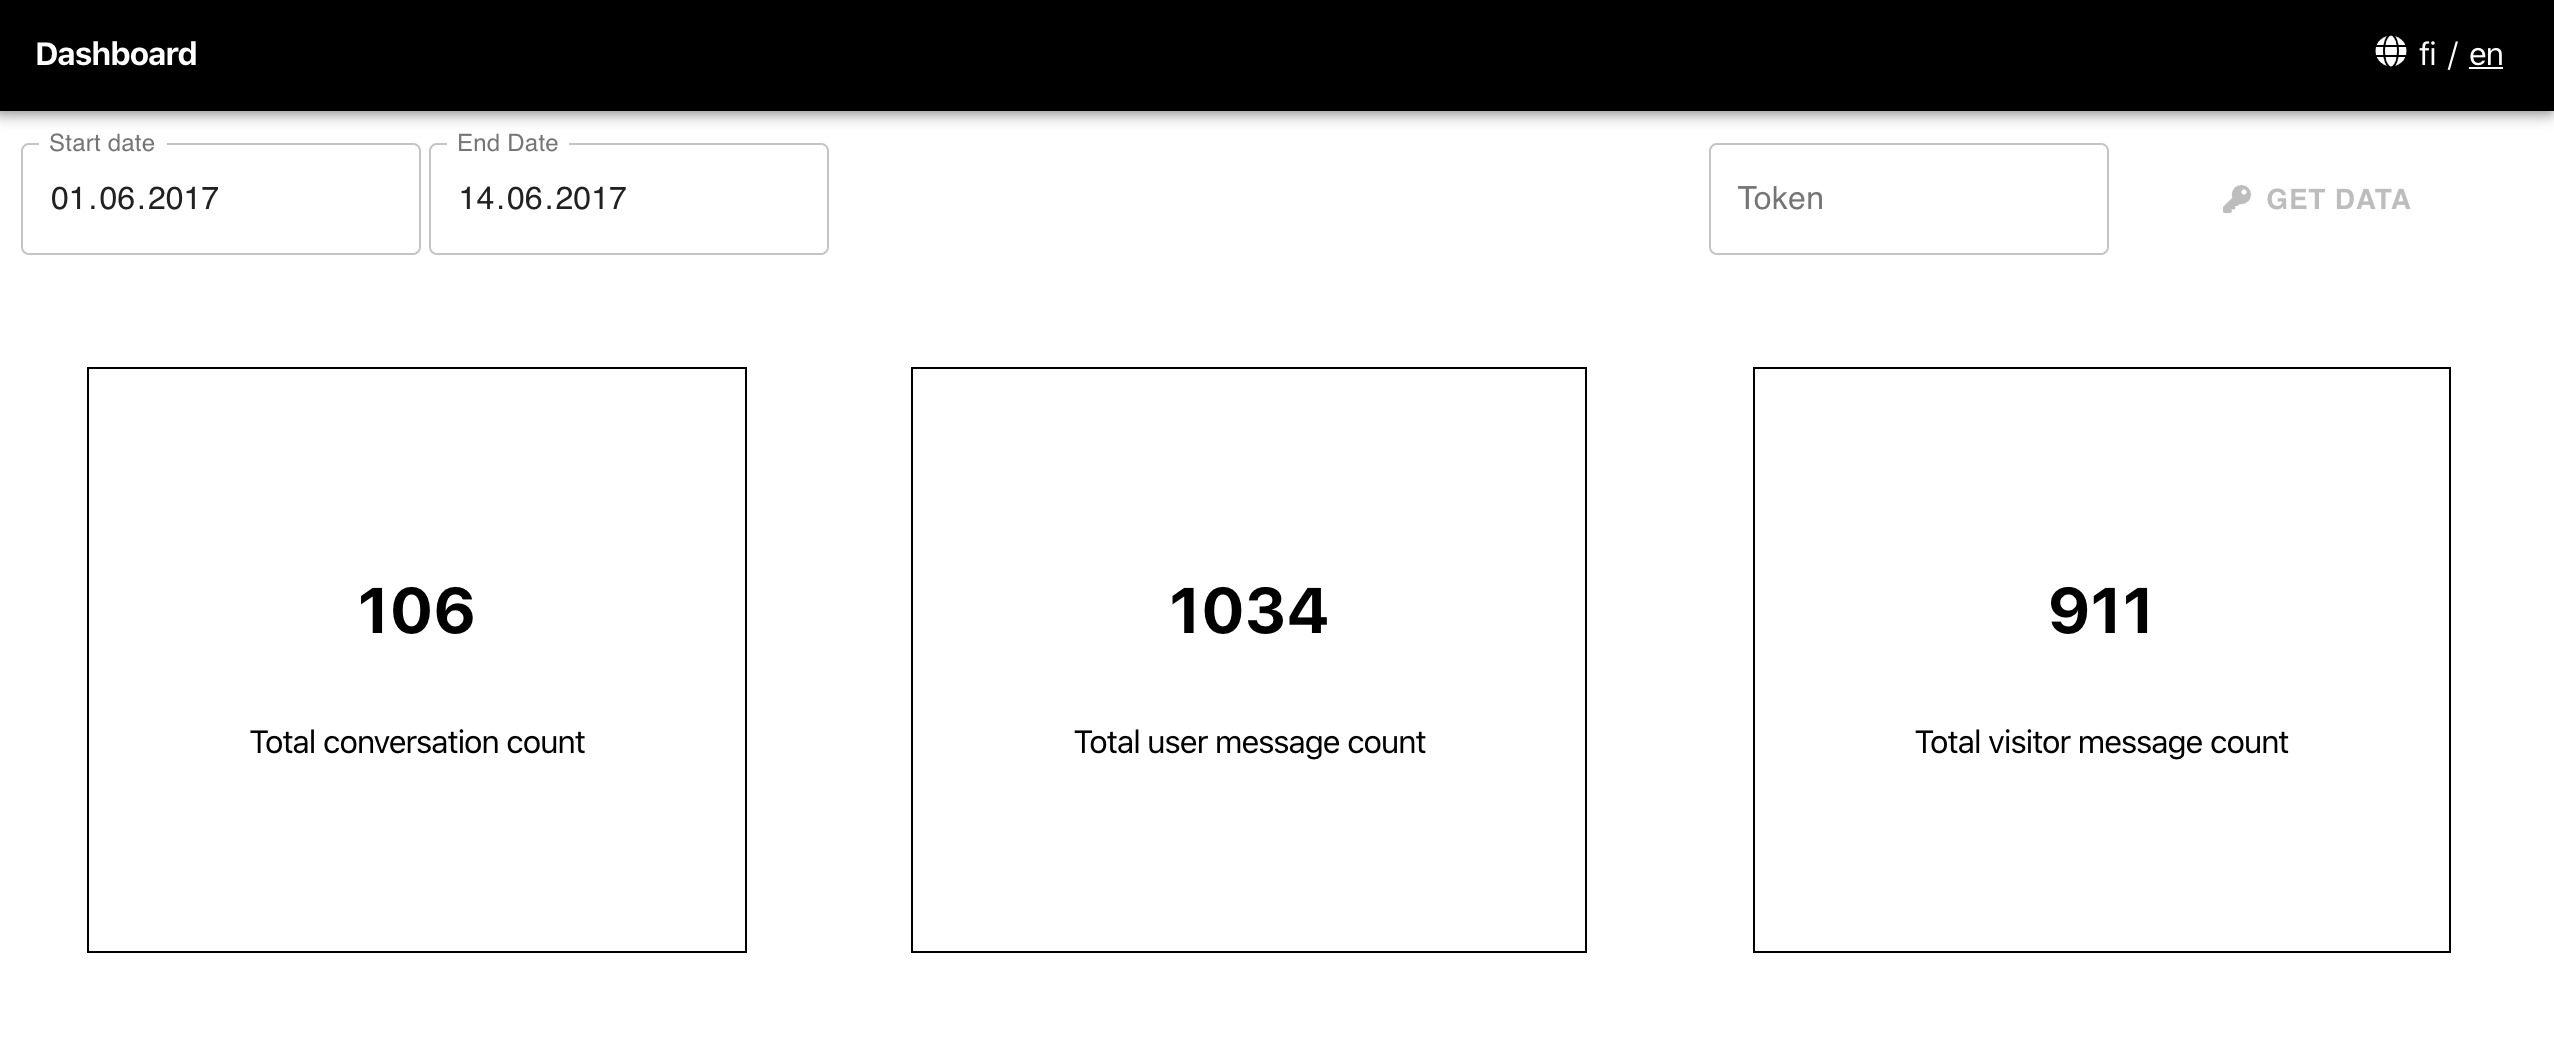 Dashboard
fi / en
Start date
01.06.2017
End Date
14.06.2017
Token
GET DATA
106
Total conversation count
1034
Total user message count
911
Total visitor message count